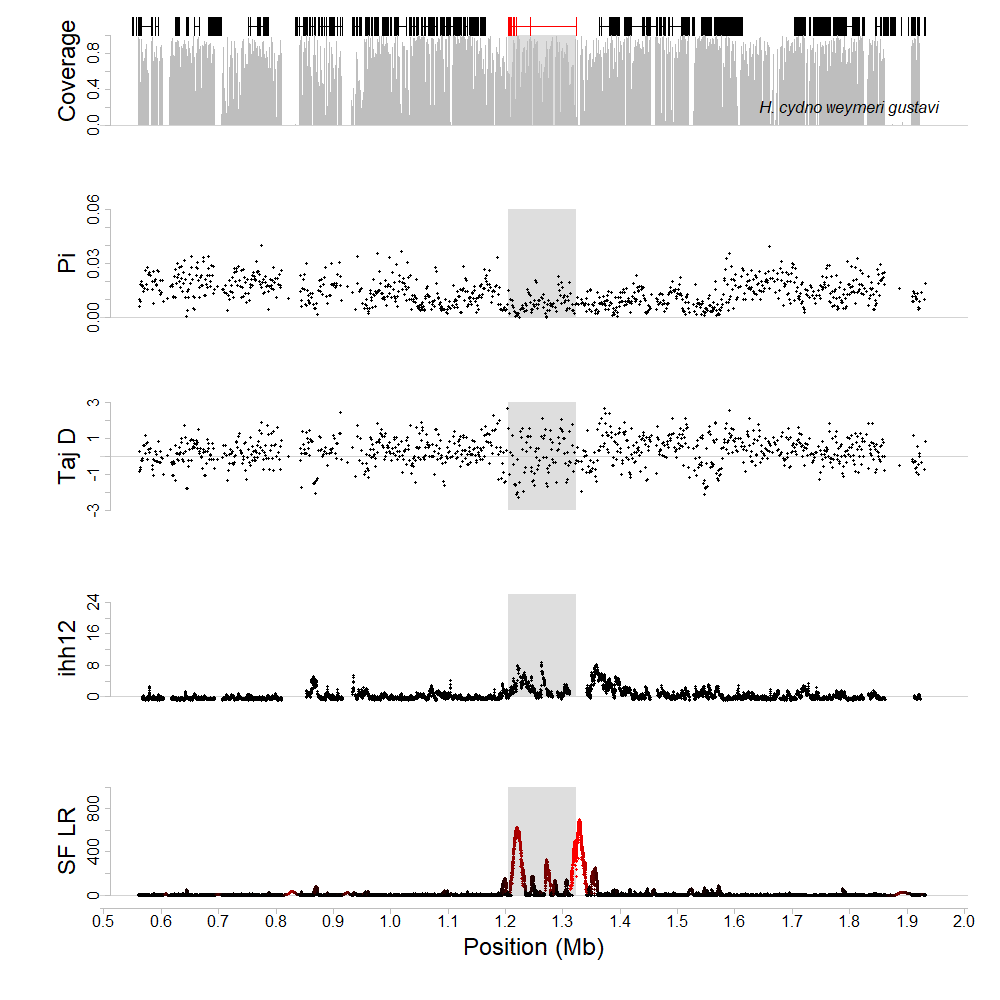 Coverage
0.0 0.4 0.8
H. cydno weymeri gustavi
Pi
0.00 0.03 0.06
Taj D
-3 -1 1 3
ihh12
0 8 16 24
SF LR
0 400 800
0.5 0.6 0.7 0.8 0.9 1.0 1.1 1.2 1.3 1.4 1.5 1.6 1.7 1.8 1.9 2.0
Position (Mb)